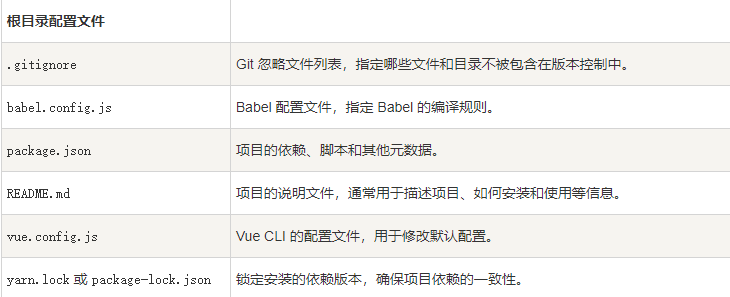 根目录配置文件
.gitignore Git 忽略文件列表，指定哪些文件和目录不被包含在版本控制中。
babel.config.js Babel 配置文件，指定 Babel 的编译规则。
package.json 项目的依赖、脚本和其他元数据。
README.md 项目的说明文件，通常用于描述项目、如何安装和使用等信息。
vue.config.js Vue CLI 的配置文件，用于修改默认配置。
yarn.lock 或 package-lock.json 锁定安装的依赖版本，确保项目依赖的一致性。